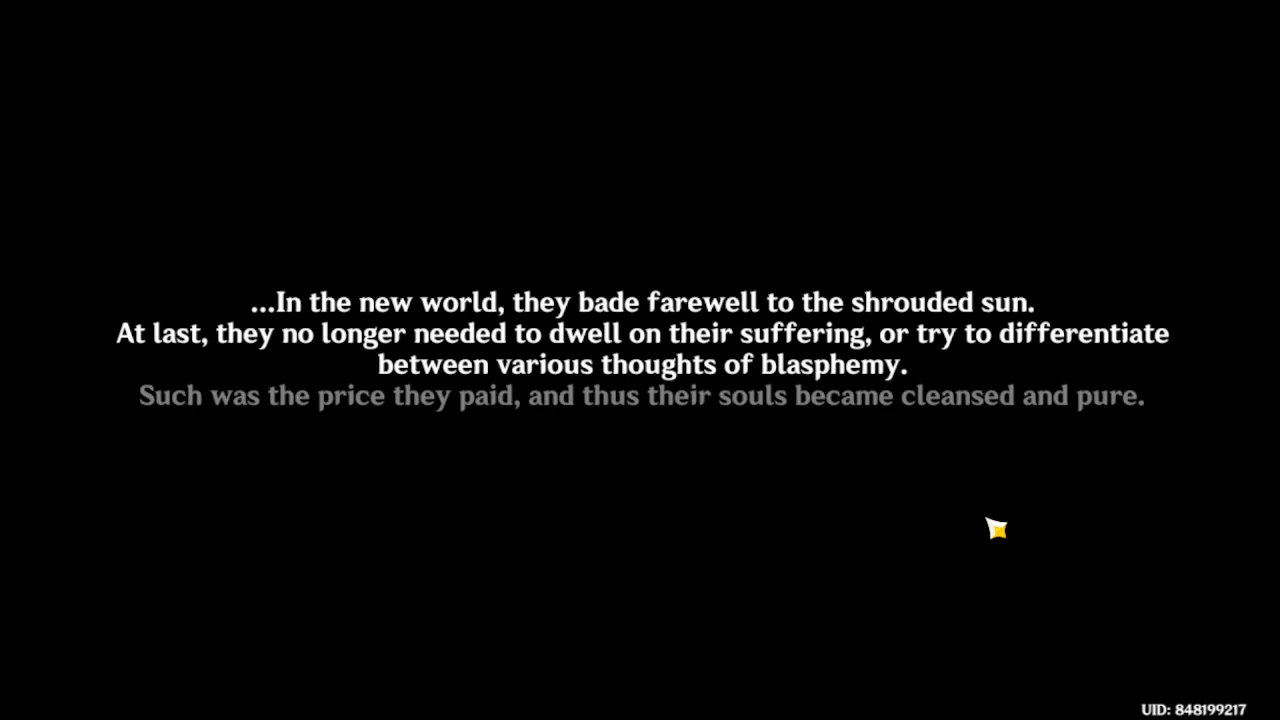 ...In the new world, they bade farewell to the shrouded sun.
At last, they no longer needed to dwell on their suffering, or try to differentiate
between various thoughts of blasphemy.
Such was the price they paid, and thus their souls became cleansed and pure.
UID: 848199217